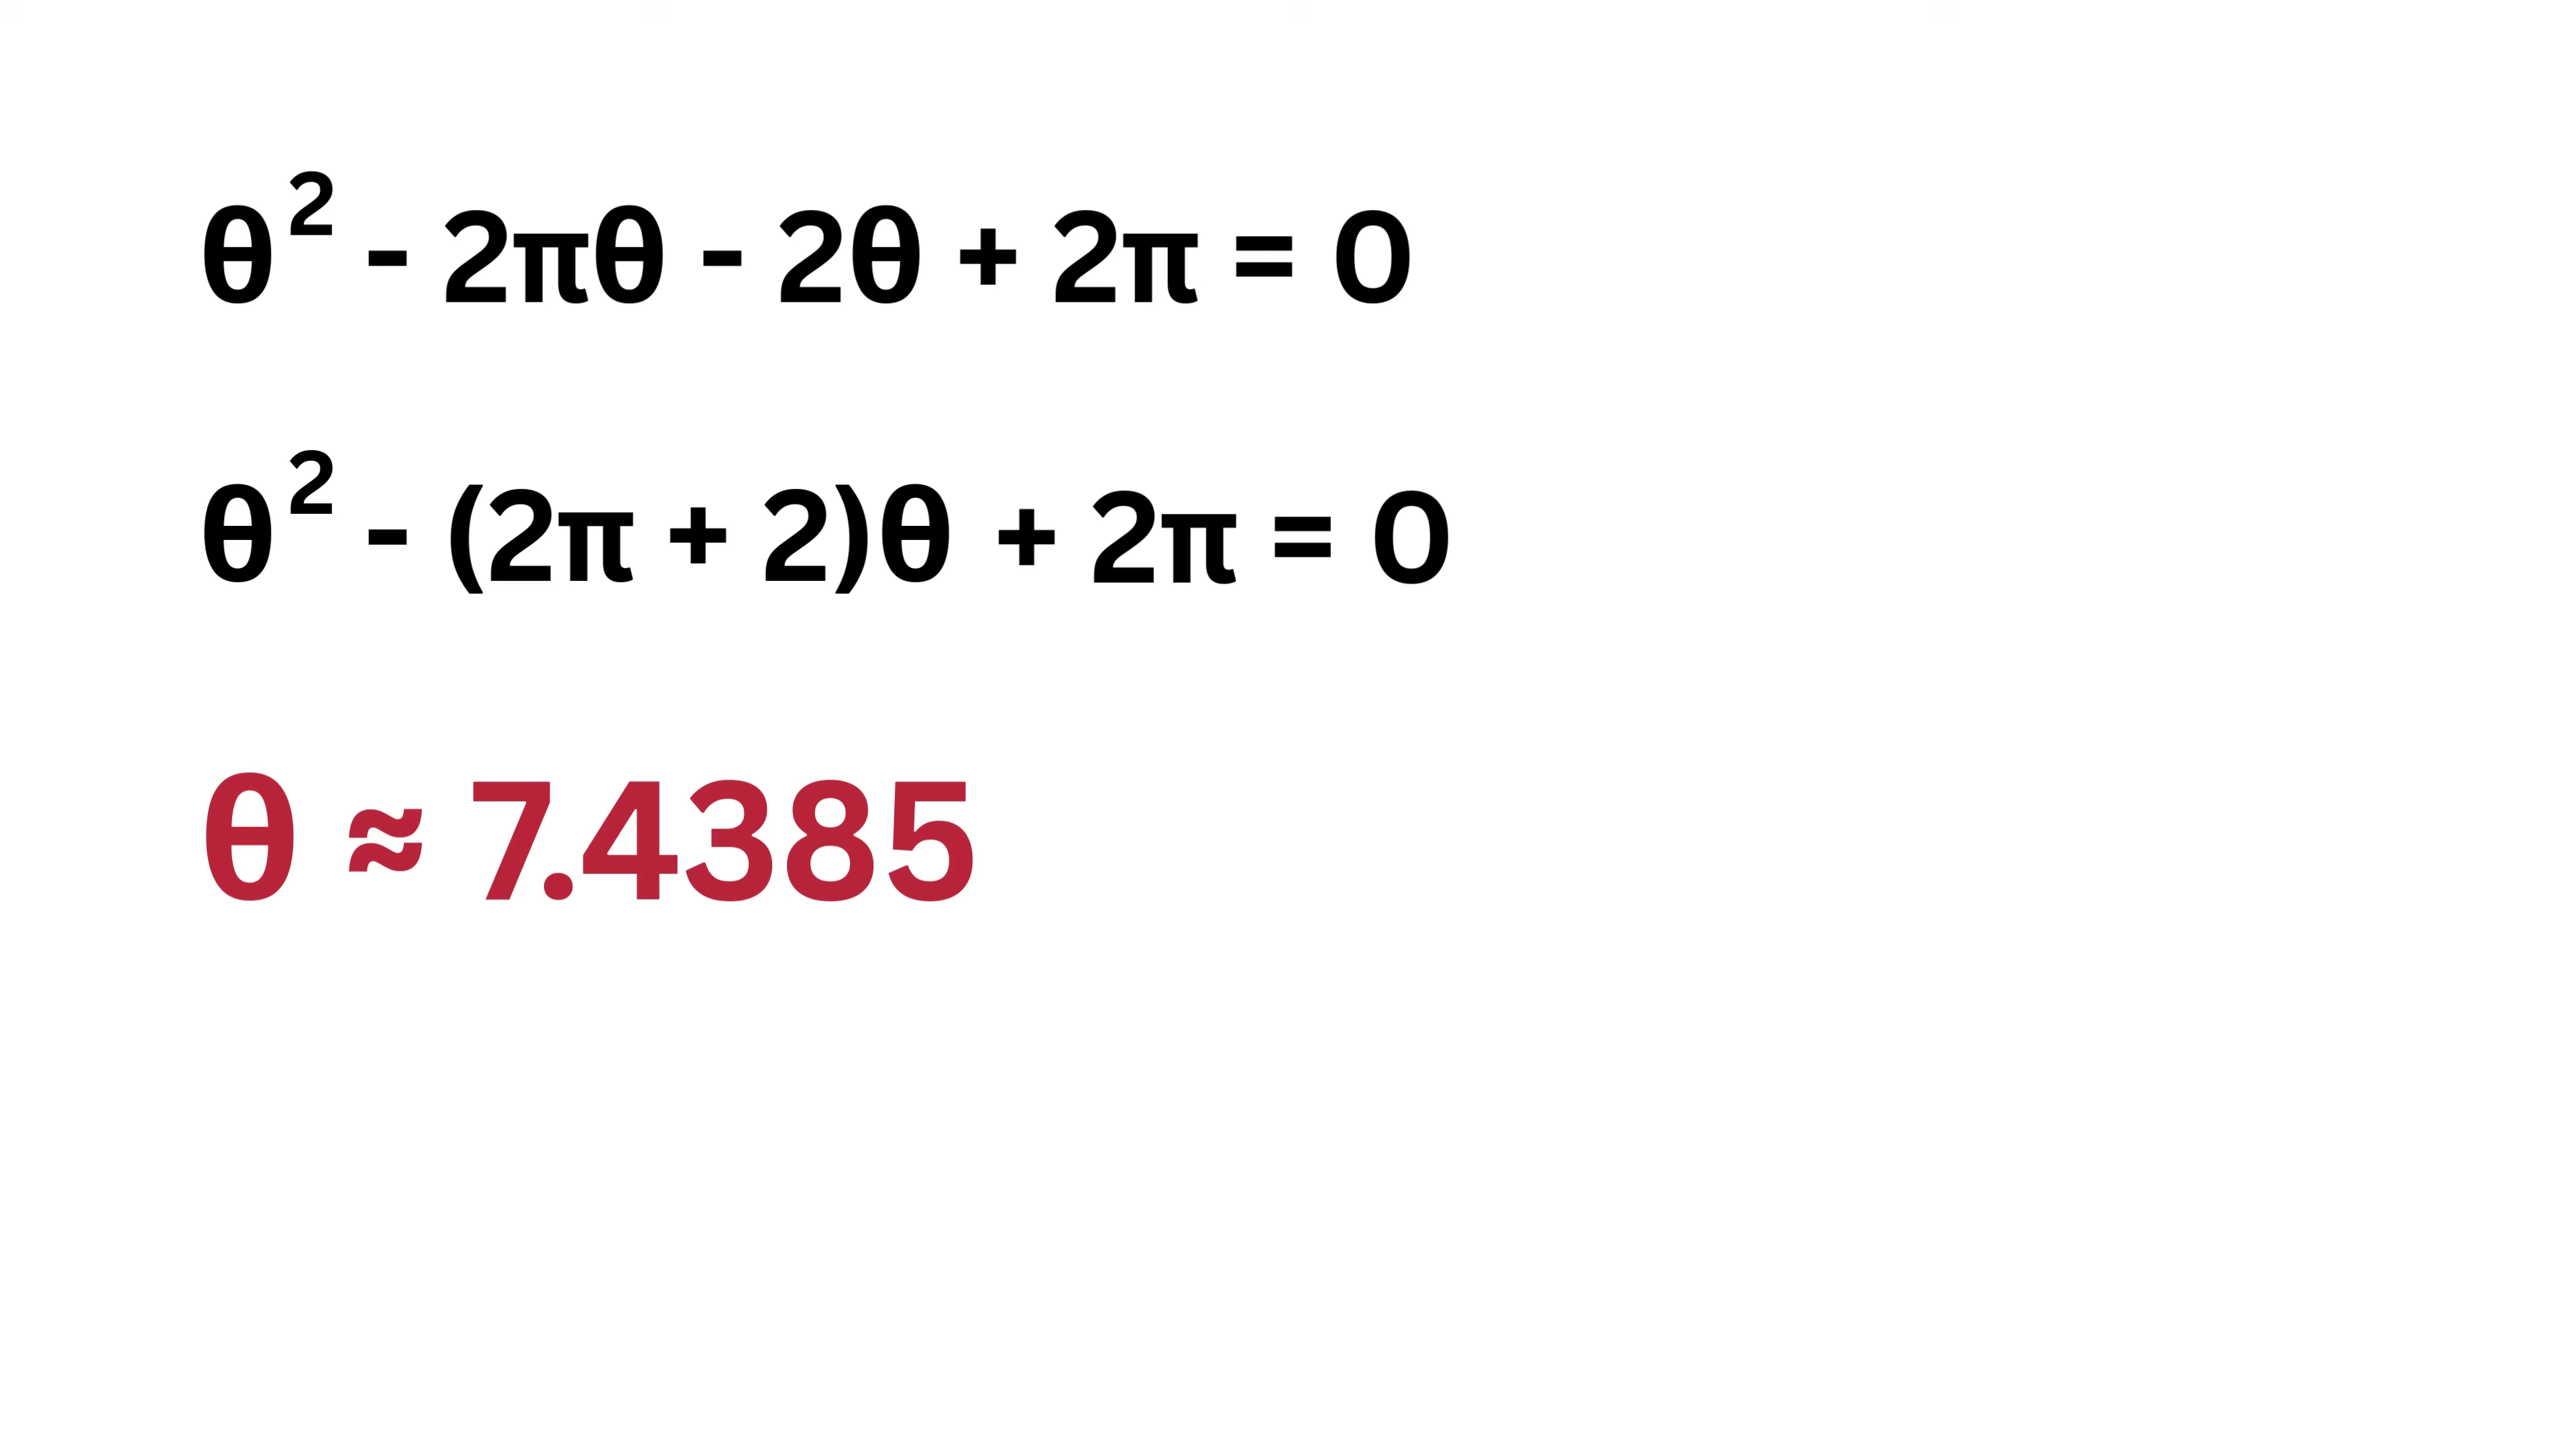 θ² - 2πθ - 2θ + 2π = 0
θ² - (2π + 2)θ + 2π = 0
θ ≈ 7.4385